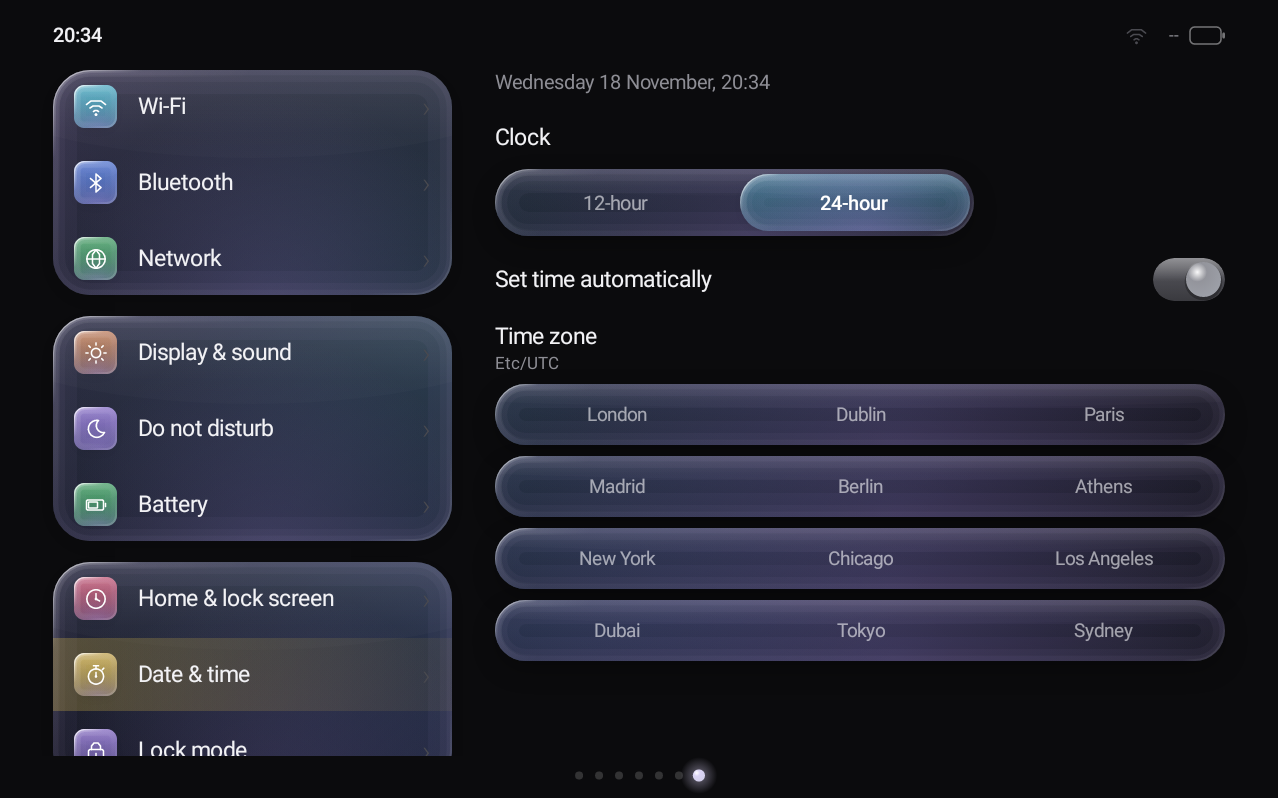 20:34
--
Wi-Fi
Bluetooth
Network
Display & sound
Do not disturb
Battery
Home & lock screen
Date & time
Lock mode
Wednesday 18 November, 20:34
Clock
12-hour 24-hour
Set time automatically
Time zone
Etc/UTC
London Dublin Paris
Madrid Berlin Athens
New York Chicago Los Angeles
Dubai Tokyo Sydney